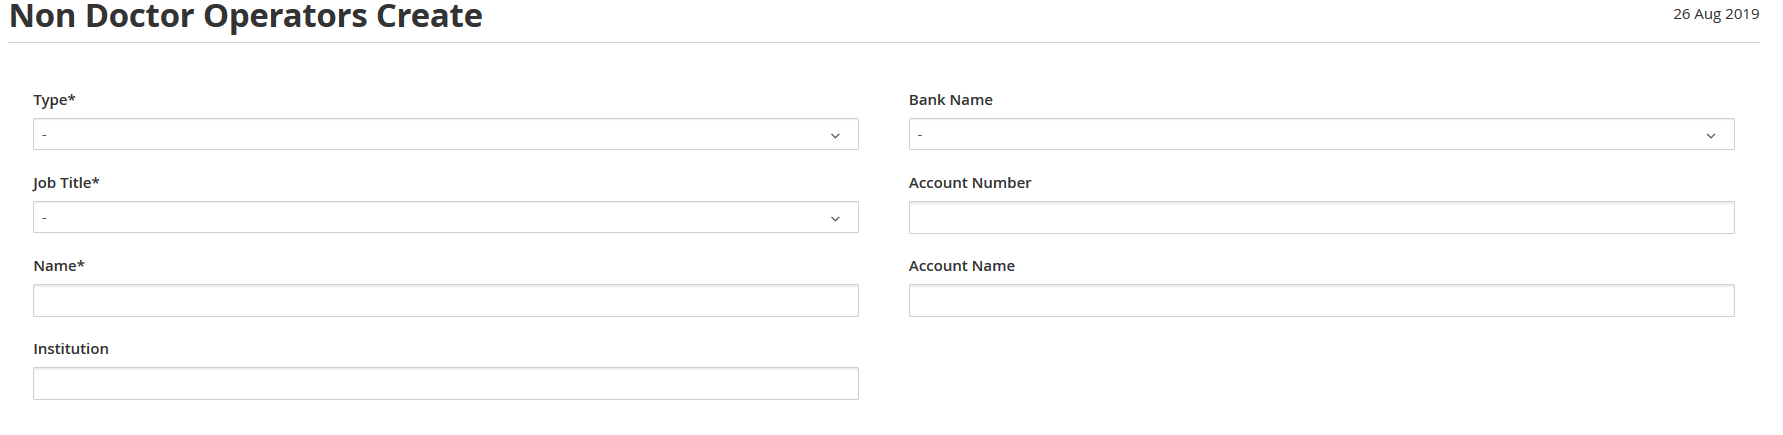 Non Doctor Operators Create
26 Aug 2019
Type*
-
Job Title*
-
Name*
Institution
Bank Name
-
Account Number
Account Name